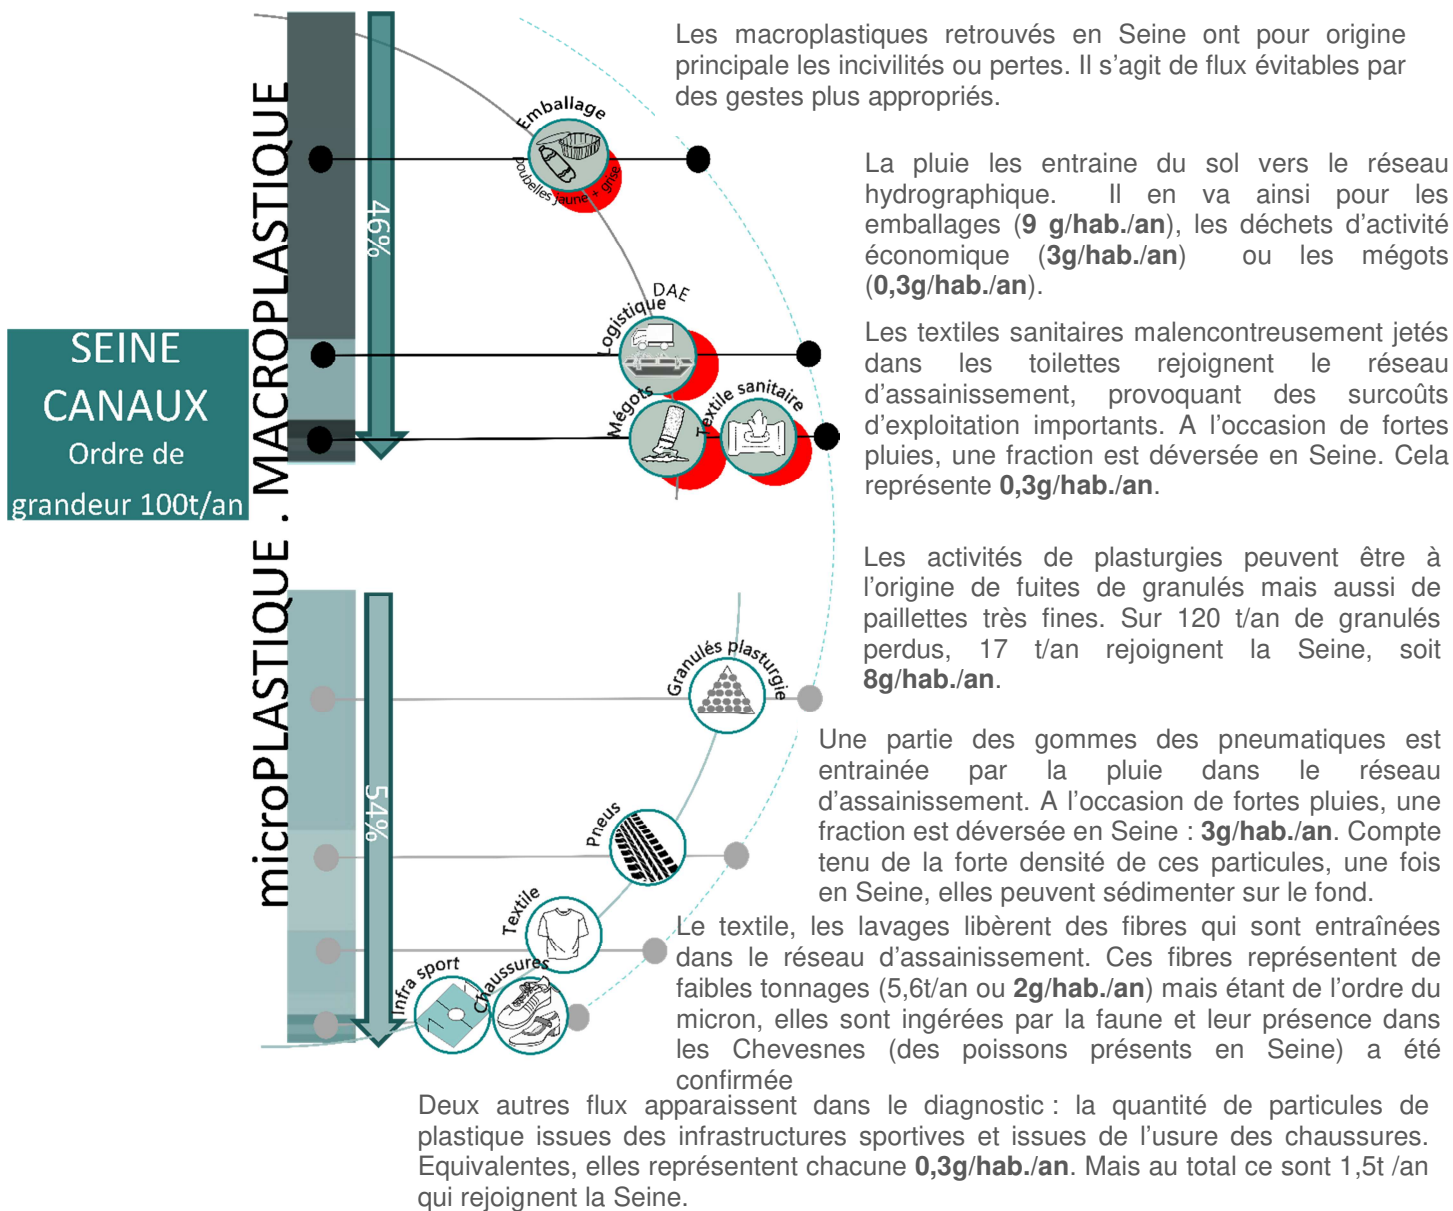 Les macroplastiques retrouvés en Seine ont pour origine
principale les incivilités ou pertes. Il s'agit de flux évitables par
des gestes plus appropriés.
Emballage
poubelles jaune + grise
La pluie les entraine du sol vers le réseau
hydrographique. Il en va ainsi pour les
emballages (9 g/hab./an), les déchets d'activité
économique (3g/hab./an) ou les mégots
(0,3g/hab./an).
46%
DAE
Logistique
Mégots
Textile sanitaire
Les textiles sanitaires malencontreusement jetés
dans les toilettes rejoignent le réseau
d'assainissement, provoquant des surcoûts
d'exploitation importants. A l'occasion de fortes
pluies, une fraction est déversée en Seine. Cela
représente 0,3g/hab./an.
SEINE
CANAUX
Ordre de
grandeur 100t/an
microPLASTIQUE . MACROPLASTIQUE
Les activités de plasturgies peuvent être à
l'origine de fuites de granulés mais aussi de
paillettes très fines. Sur 120 t/an de granulés
perdus, 17 t/an rejoignent la Seine, soit
8g/hab./an.
Granulés plasturgie
54%
Pneus
Une partie des gommes des pneumatiques est
entrainée par la pluie dans le réseau
d'assainissement. A l'occasion de fortes pluies, une
fraction est déversée en Seine : 3g/hab./an. Compte
tenu de la forte densité de ces particules, une fois
en Seine, elles peuvent sédimenter sur le fond.
Textile
Le textile, les lavages libèrent des fibres qui sont entraînées
dans le réseau d'assainissement. Ces fibres représentent de
faibles tonnages (5,6t/an ou 2g/hab./an) mais étant de l'ordre du
micron, elles sont ingérées par la faune et leur présence dans
les Chevesnes (des poissons présents en Seine) a été
confirmée
Infra sport
Chaussures
Deux autres flux apparaissent dans le diagnostic : la quantité de particules de
plastique issues des infrastructures sportives et issues de l'usure des chaussures.
Equivalentes, elles représentent chacune 0,3g/hab./an. Mais au total ce sont 1,5t /an
qui rejoignent la Seine.